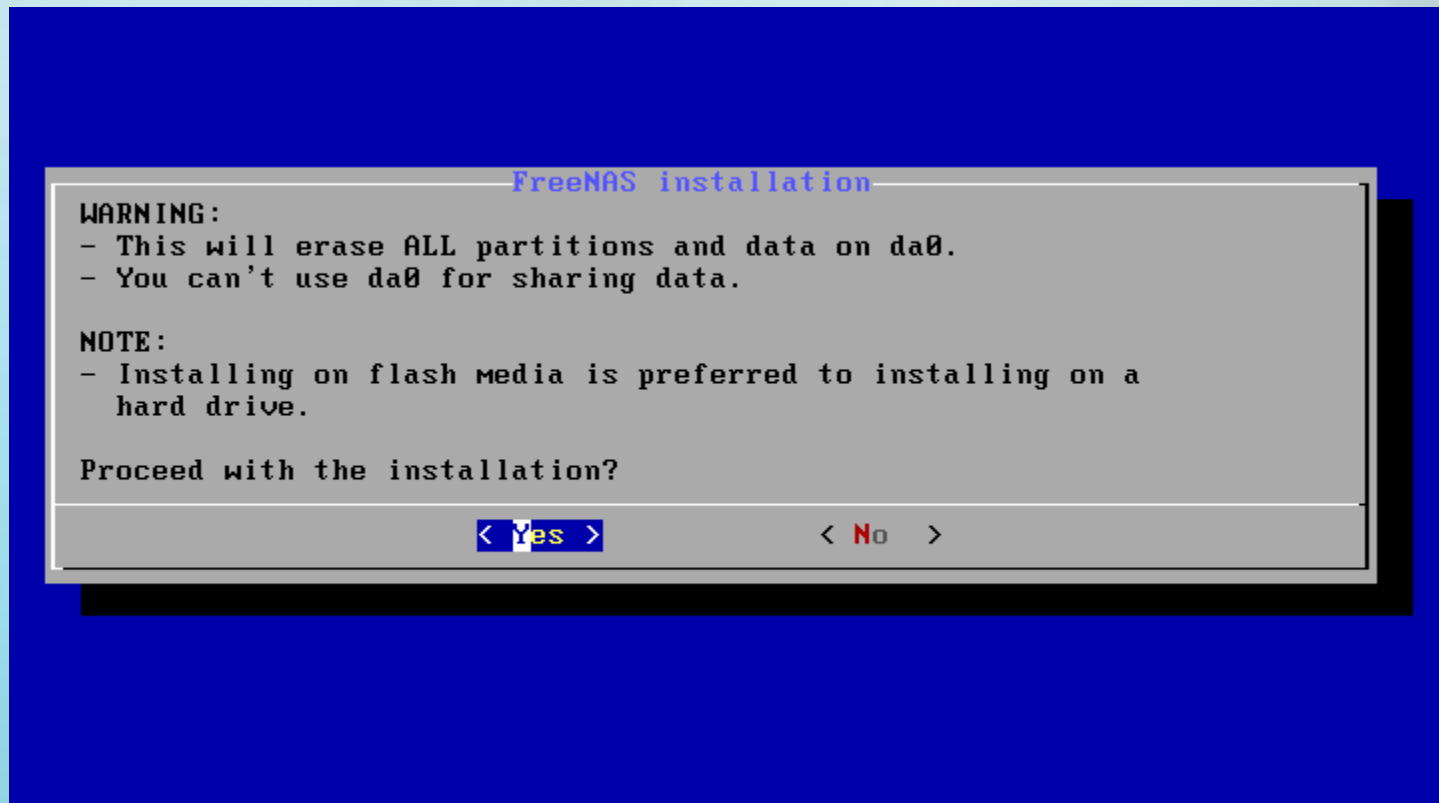 FreeNAS installation
WARNING:
- This will erase ALL partitions and data on da0.
- You can't use da0 for sharing data.
NOTE:
- Installing on flash media is preferred to installing on a
hard drive.
Proceed with the installation?
< Yes > < No >